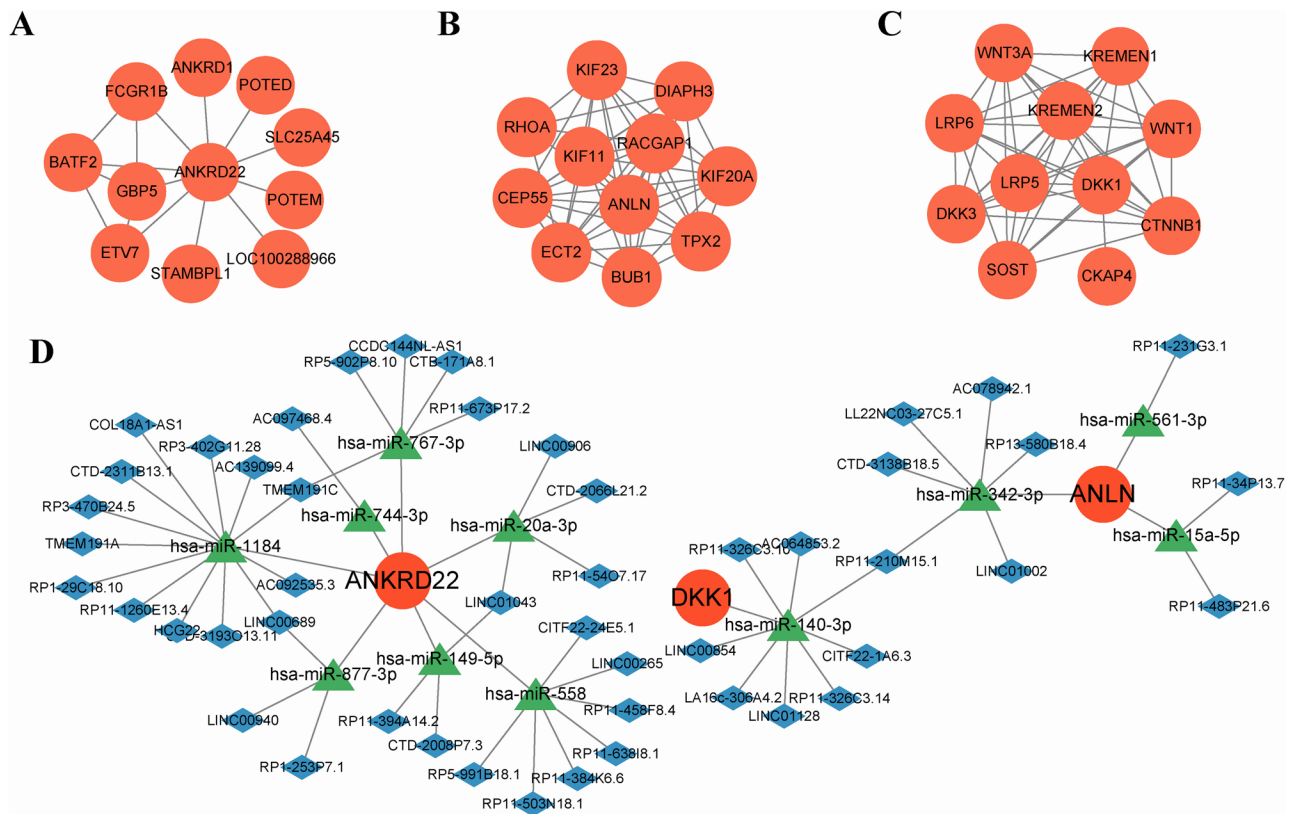 A
ANKRD1
FCGR1B
POTED
SLC25A45
BATF2
ANKRD22
GBP5
POTEM
ETV7
STAMBPL1
LOC100288966
B
KIF23
DIAPH3
RHOA
RACGAP1
KIF11
KIF20A
CEP55
ANLN
ECT2
TPX2
BUB1
C
WNT3A
KREMEN1
KREMEN2
LRP6
WNT1
LRP5
DKK1
DKK3
CTNNB1
SOST
CKAP4
D
CCDC144NL-AS1
RP5-902P8.10
CTB-171A8.1
AC097468.4
RP11-673P17.2
COL18A1-AS1
hsa-miR-767-3p
RP3-402G11.28
LINC00906
CTD-2311B13.1
AC139099.4
TMEM191C
CTD-2066L21.2
RP3-470B24.5
hsa-miR-744-3p
hsa-miR-20a-3p
TMEM191A
hsa-miR-1184
RP1-29C18.10
AC092535.3
ANKRD22
RP11-54O7.17
RP11-1260E13.4
LINC01043
HCG22
CTD-3193O13.11
LINC00689
CITF22-24E5.1
hsa-miR-877-3p
hsa-miR-149-5p
LINC00265
hsa-miR-558
LINC00940
RP11-394A14.2
RP11-458F8.4
CTD-2008P7.3
RP11-638I8.1
RP1-253P7.1
RP5-991B18.1
RP11-384K6.6
RP11-503N18.1
RP11-231G3.1
AC078942.1
LL22NC03-27C5.1
hsa-miR-561-3p
RP13-580B18.4
CTD-3138B18.5
hsa-miR-342-3p
ANLN
RP11-34P13.7
hsa-miR-15a-5p
RP11-326C3.10
AC064853.2
RP11-210M15.1
LINC01002
DKK1
RP11-483P21.6
hsa-miR-140-3p
LINC00854
CITF22-1A6.3
LA16c-306A4.2
RP11-326C3.14
LINC01128